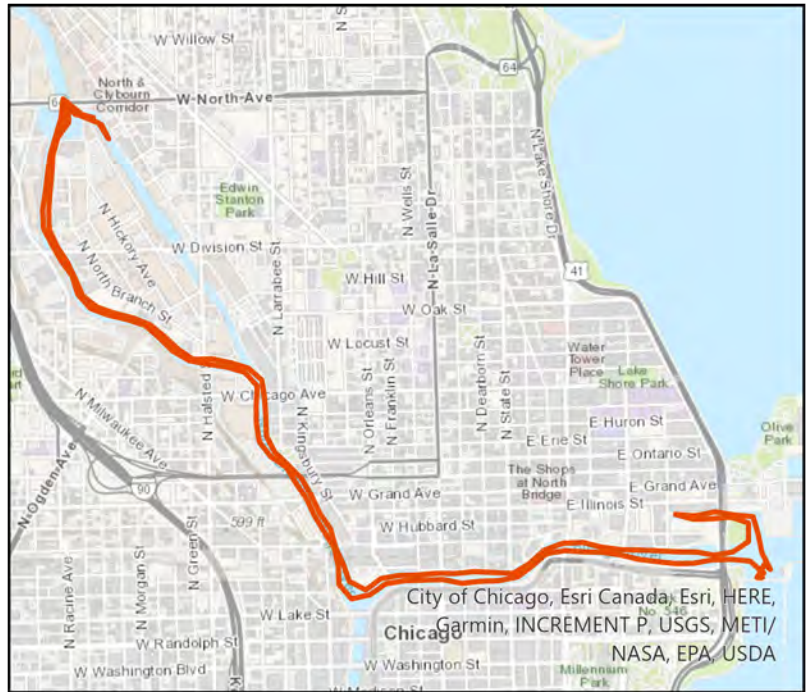 W Willow St
North &
Clybourn
Corridor
64
W-North-Ave
64
N Lake Shore Dr
Edwin
Stanton
Park
N Wells St
N-La-Salle-Dr
N Hickory Ave
W Division St
N Larrabee St
W Hill St
41
N North Branch St
W Oak St
W Locust St
Water
Tower
Place
Lake
Shore Park
N Halsted St
W Chicago Ave
N Orleans St
N Franklin St
N Dearborn St
N State St
N Milwaukee Ave
N Kingsbury St
E Huron St
E Erie St
Olive
Park
E Ontario St
The Shops
at North
Bridge
E Grand Ave
N-Ogden-Ave
90
W Grand Ave
E Illinois St
599 ft
W Hubbard St
N Racine Ave
N Morgan St
N Green St
W Lake St
W Randolph St
W Washington Blvd
Chicago
W Washington St
Millennium
Park
No. 546
City of Chicago, Esri Canada, Esri, HERE,
Garmin, INCREMENT P, USGS, METI/
NASA, EPA, USDA